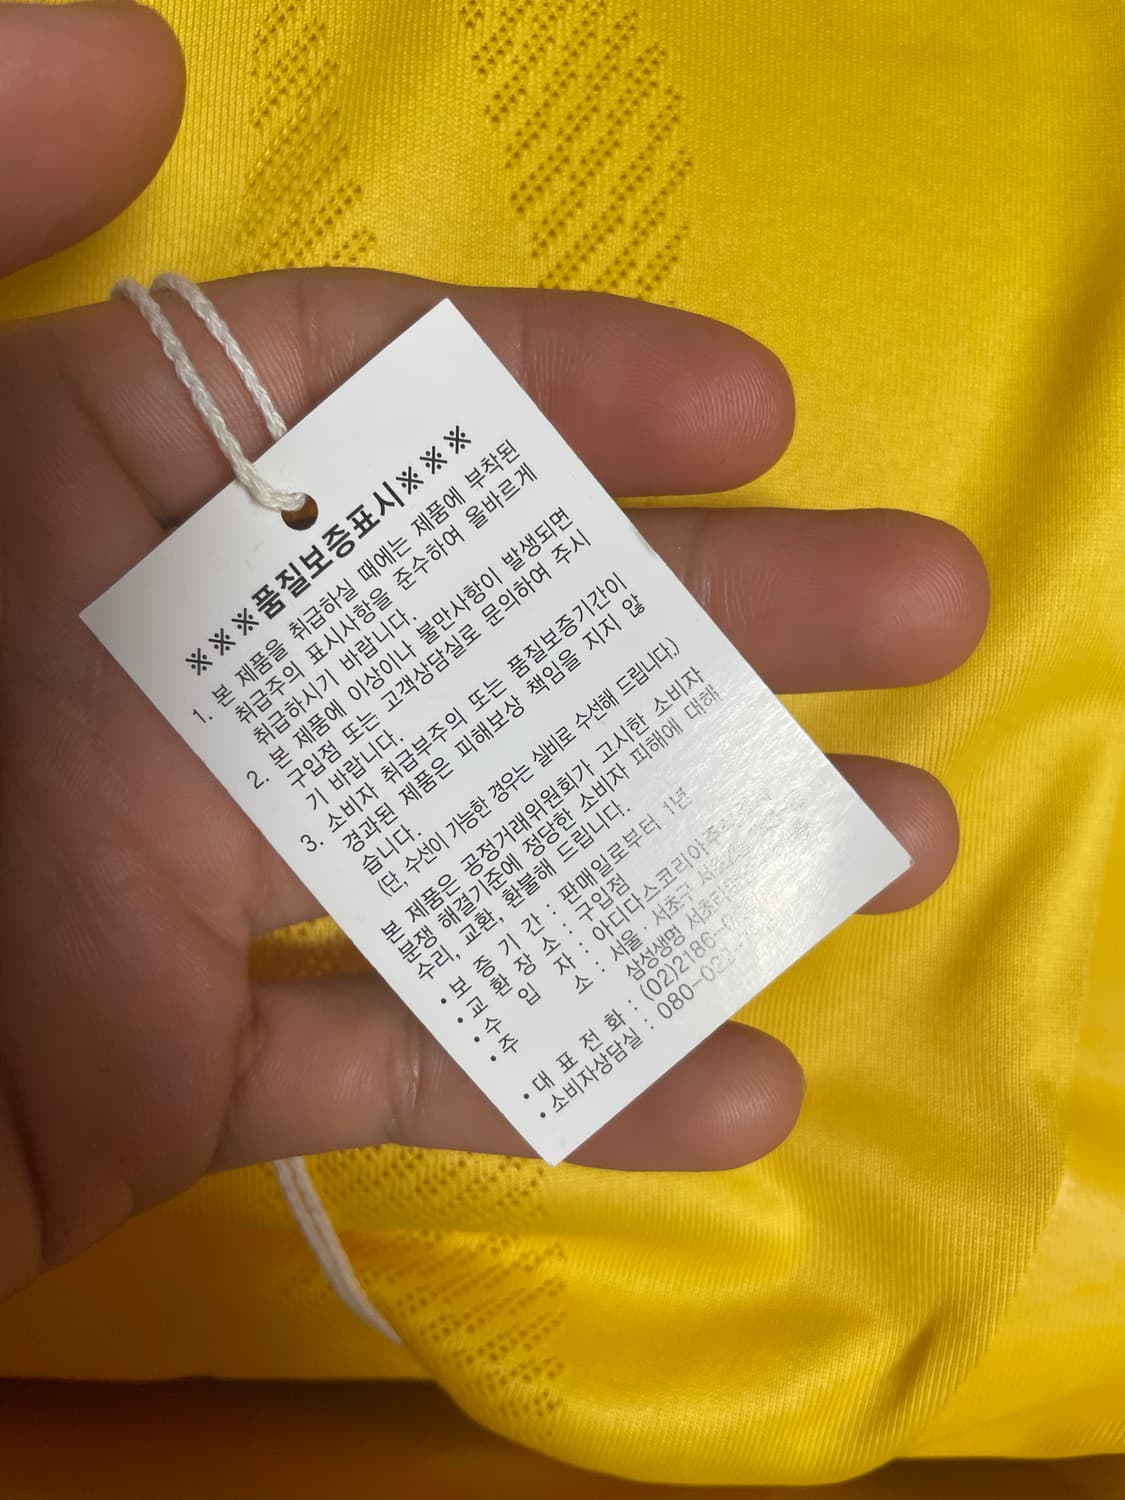 ※※※품질보증표시※※※
1. 본 제품을 취급하실 때에는 제품에 부착된
취급주의 표시사항을 준수하여 올바르게
취급하시기 바랍니다.
2. 본 제품에 이상이나 불만사항이 발생되면
구입점 또는 고객상담실로 문의하여 주시
기 바랍니다.
3. 소비자 취급부주의 또는 품질보증기간이
경과된 제품은 피해보상 책임을 지지 않
습니다.
(단, 수선이 가능한 경우는 실비로 수선해 드립니다.)
본 제품은 공정거래위원회가 고시한 소비자
분쟁 해결기준에 정당한 소비자 피해에 대해
수리, 교환, 환불해 드립니다.
• 보 증 기 간 : 판매일로부터 1년
• 교 환 장 소 : 구입점
• 수 입 자 : 아디다스코리아
• 주 소 : 서울, 서초구
삼성생명
• 대 표 전 화 : (02)2186-
• 소비자상담실 : 080-